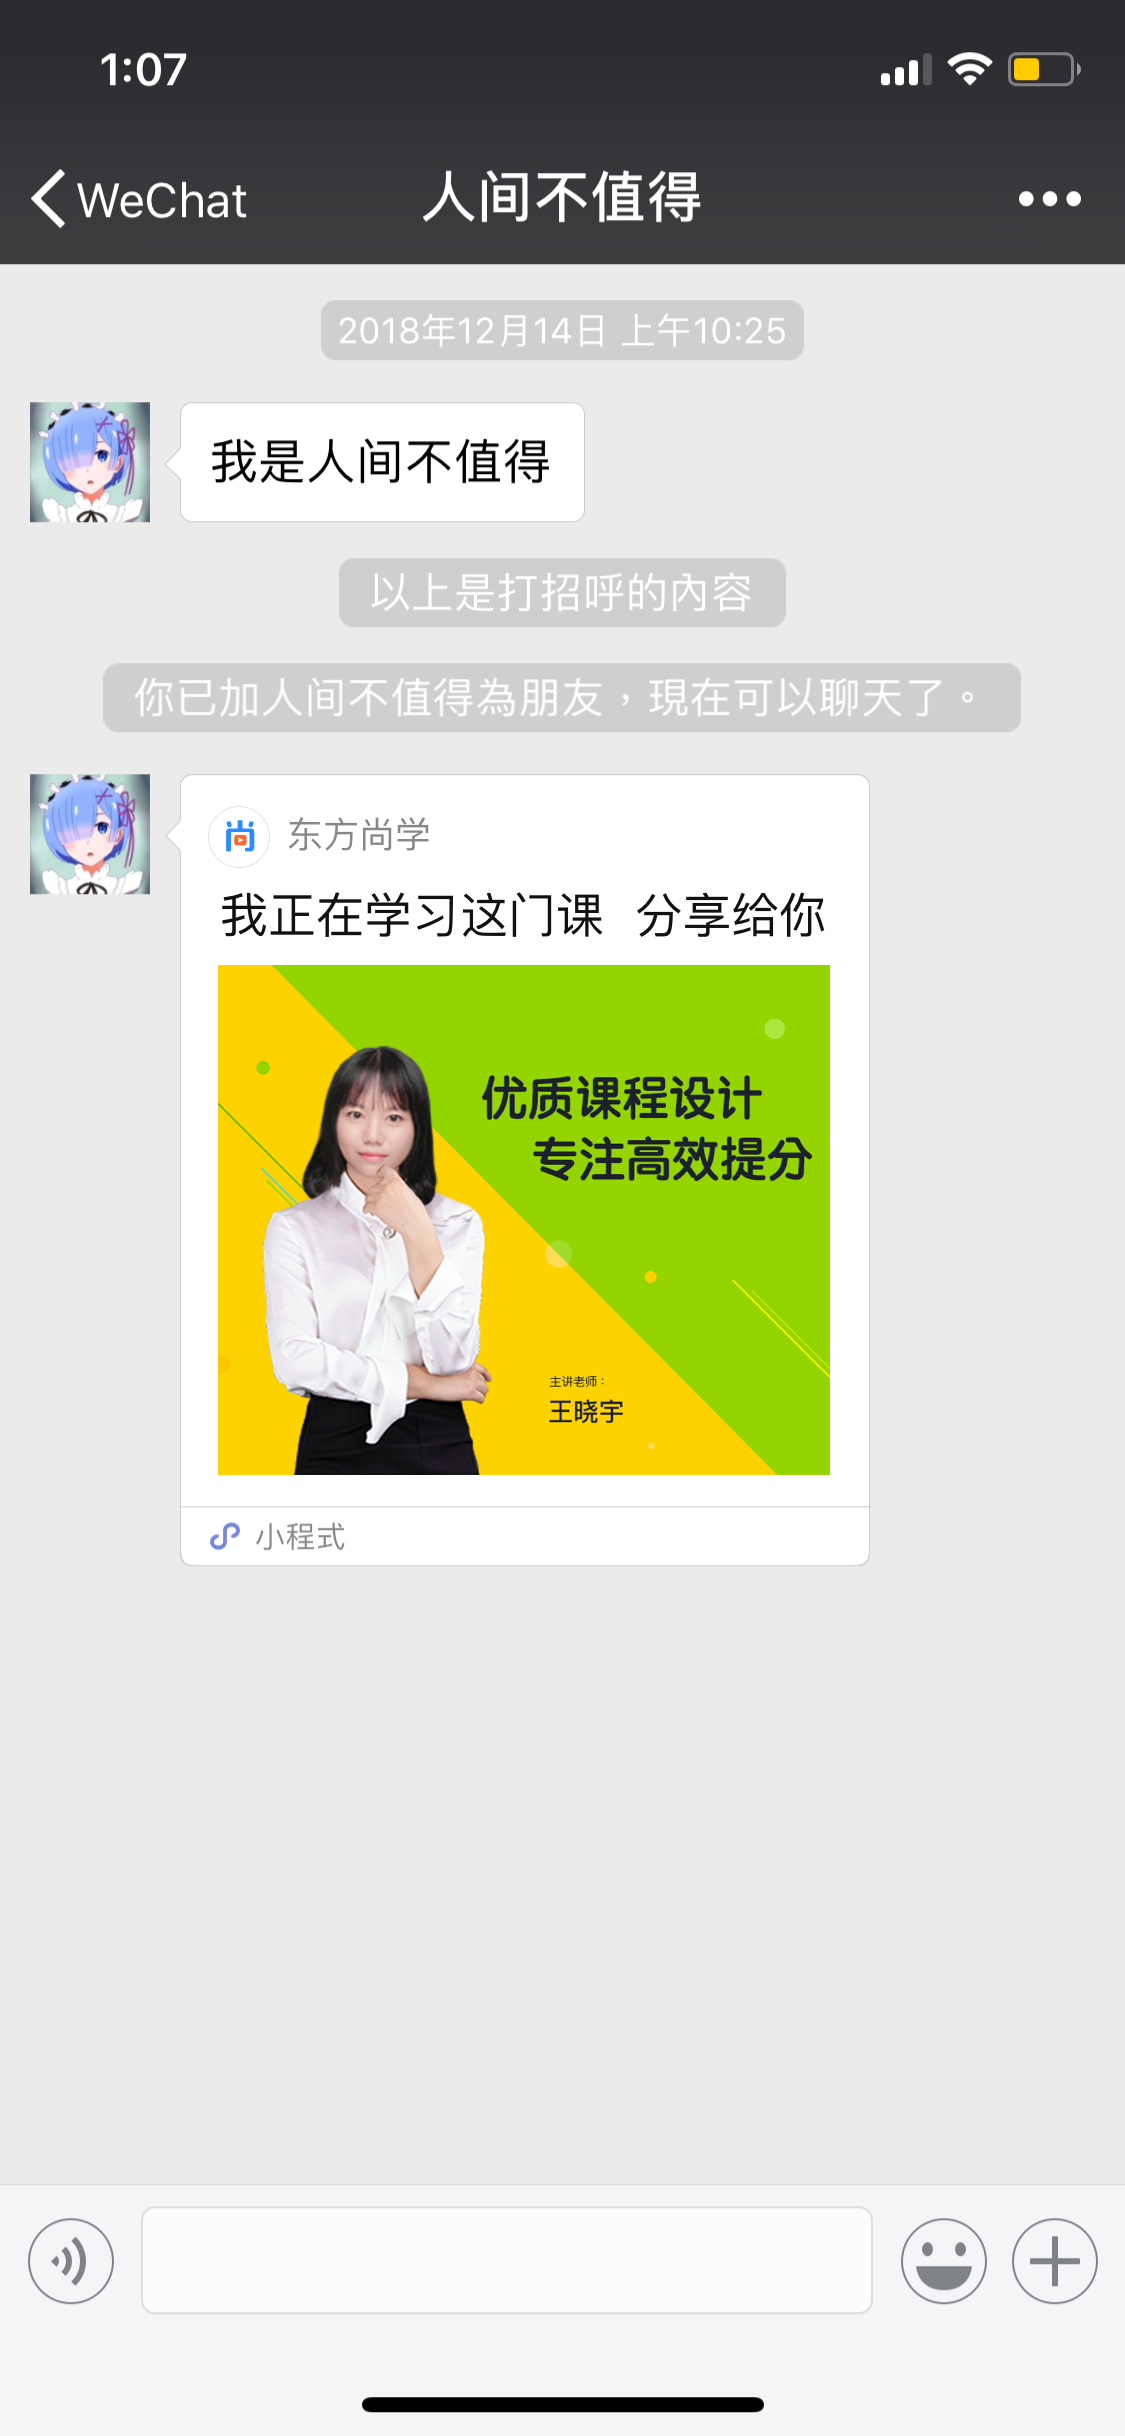 1:07
WeChat
人间不值得
2018年12月14日 上午10:25
我是人间不值得
以上是打招呼的內容
你已加人间不值得為朋友，現在可以聊天了。
东方尚学
我正在学习这门课 分享给你
优质课程设计
专注高效提分
主讲老师：
王晓宇
小程式